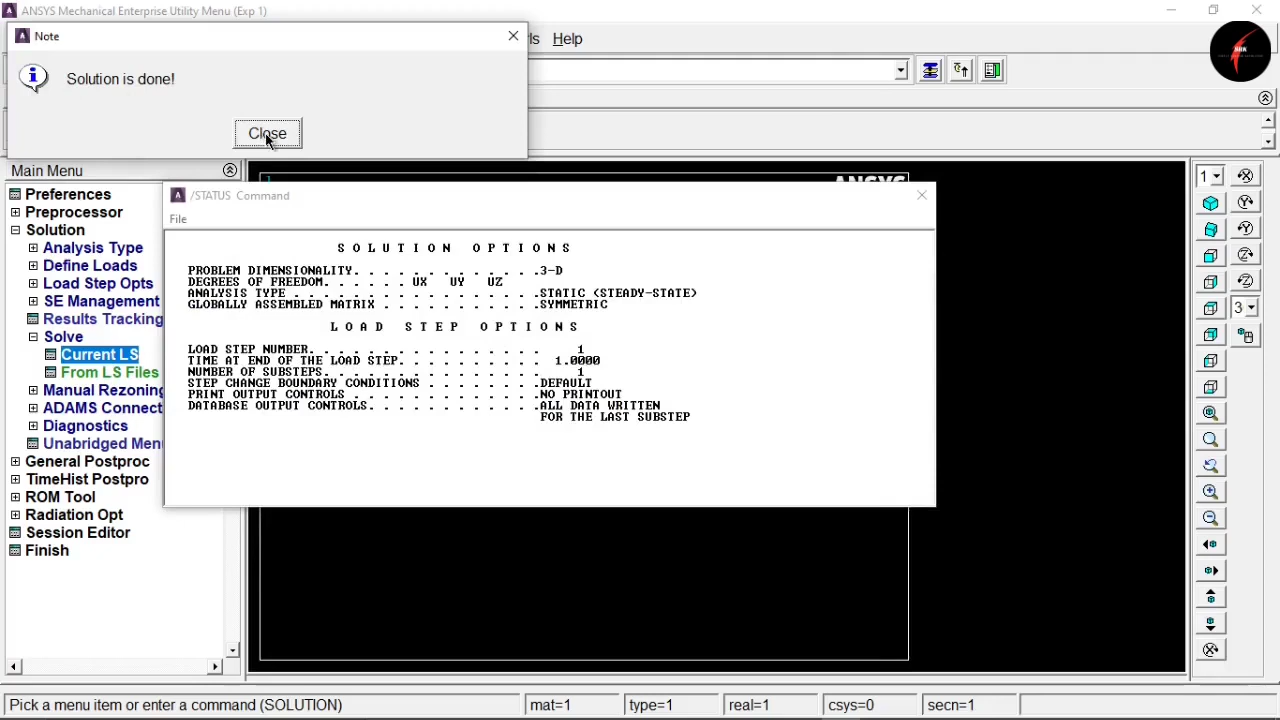 ANSYS Mechanical Enterprise Utility Menu (Exp 1)
Note
Help
Solution is done!
Close
Main Menu
Preferences
Preprocessor
Solution
Analysis Type
Define Loads
Load Step Opts
SE Management
Results Tracking
Solve
Current LS
From LS Files
Manual Rezoning
ADAMS Connect
Diagnostics
Unabridged Men
General Postproc
TimeHist Postpro
ROM Tool
Radiation Opt
Session Editor
Finish
1
ANSYS
/STATUS Command
File
S O L U T I O N   O P T I O N S
PROBLEM DIMENSIONALITY. . . . . . . . . . . . .3-D
DEGREES OF FREEDOM. . . . . . UX   UY   UZ
ANALYSIS TYPE . . . . . . . . . . . . . . . . .STATIC (STEADY-STATE)
GLOBALLY ASSEMBLED MATRIX . . . . . . . . . . .SYMMETRIC
L O A D   S T E P   O P T I O N S
LOAD STEP NUMBER. . . . . . . . . . . . . . . .     1
TIME AT END OF THE LOAD STEP. . . . . . . . . .  1.0000
NUMBER OF SUBSTEPS. . . . . . . . . . . . . . .     1
STEP CHANGE BOUNDARY CONDITIONS . . . . . . . .DEFAULT
PRINT OUTPUT CONTROLS . . . . . . . . . . . . .NO PRINTOUT
DATABASE OUTPUT CONTROLS. . . . . . . . . . . .ALL DATA WRITTEN
FOR THE LAST SUBSTEP
1
3
Pick a menu item or enter a command (SOLUTION)
mat=1
type=1
real=1
csys=0
secn=1